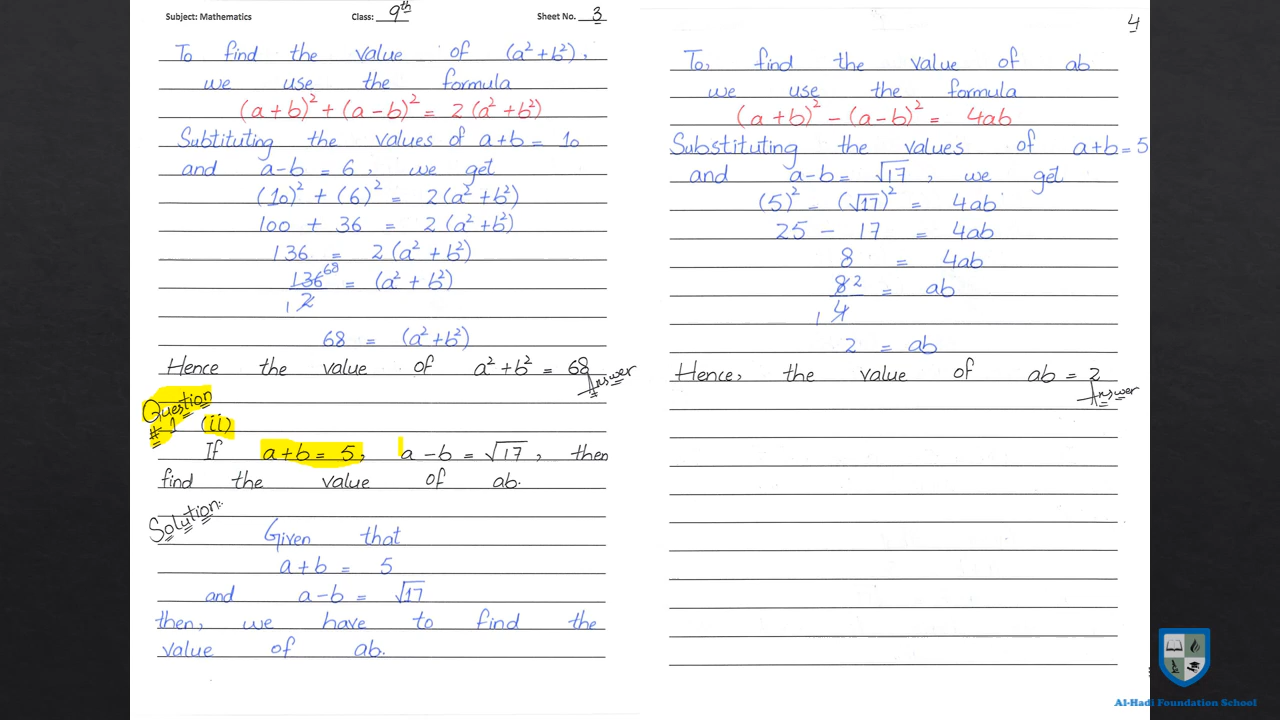 Subject: Mathematics Class: 9th Sheet No. 3
To find the value of (a² + b²),
we use the formula
(a + b)² + (a - b)² = 2 (a² + b²)
Subtituting the values of a+b = 10
and a-b = 6, we get
(10)² + (6)² = 2 (a² + b²)
100 + 36 = 2 (a² + b²)
136 = 2 (a² + b²)
136 68 = (a² + b²)
1 2
68 = (a² + b²)
Hence the value of a² + b² = 68
Answer
Question
# 1 (ii)
If a+b = 5, a - b = √17, then
find the value of ab.
Solution:
Given that
a + b = 5
and a - b = √17
then, we have to find the
value of ab.
4
To, find the value of ab
we use the formula
(a + b)² - (a - b)² = 4ab
Substituting the values of a+b = 5
and a-b = √17, we get
(5)² - (√17)² = 4ab
25 - 17 = 4ab
8 = 4ab
8 2 = ab
1 4
2 = ab
Hence, the value of ab = 2
Answer
Al-Hadi Foundation School